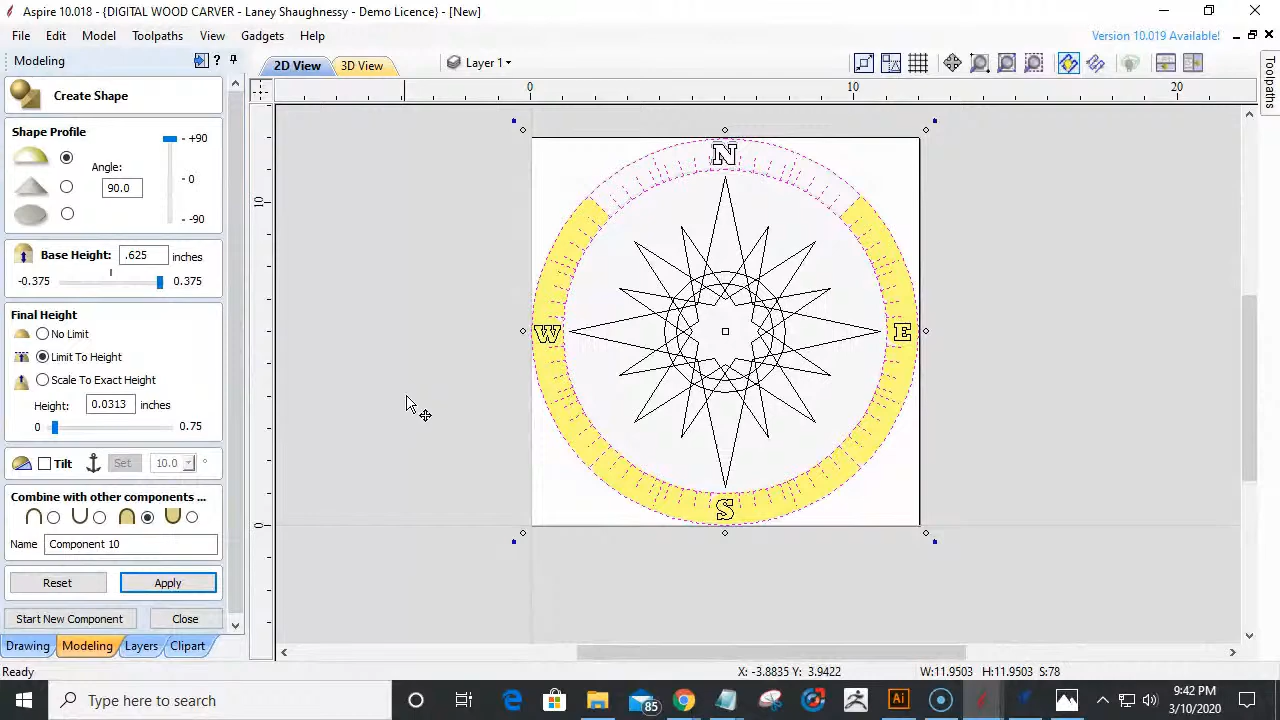 Aspire 10.018 - {DIGITAL WOOD CARVER - Laney Shaughnessy - Demo Licence} - [New]
File Edit Model Toolpaths View Gadgets Help Version 10.019 Available!
Modeling ? 2D View 3D View Layer 1 Toolpaths
Create Shape
0 10 20
Shape Profile
+90
Angle:
90.0
- 0
-90
Base Height: .625 inches
-0.375 0.375
Final Height
No Limit
Limit To Height
Scale To Exact Height
Height: 0.0313 inches
0 0.75
Tilt Set 10.0 °
Combine with other components ...
Name Component 10
Reset Apply
Start New Component Close
Drawing Modeling Layers Clipart
10
0
N
W E
S
Ready X: -3.8835 Y: 3.9422 W:11.9503 H:11.9503 S:78
Type here to search
85
9:42 PM
3/10/2020